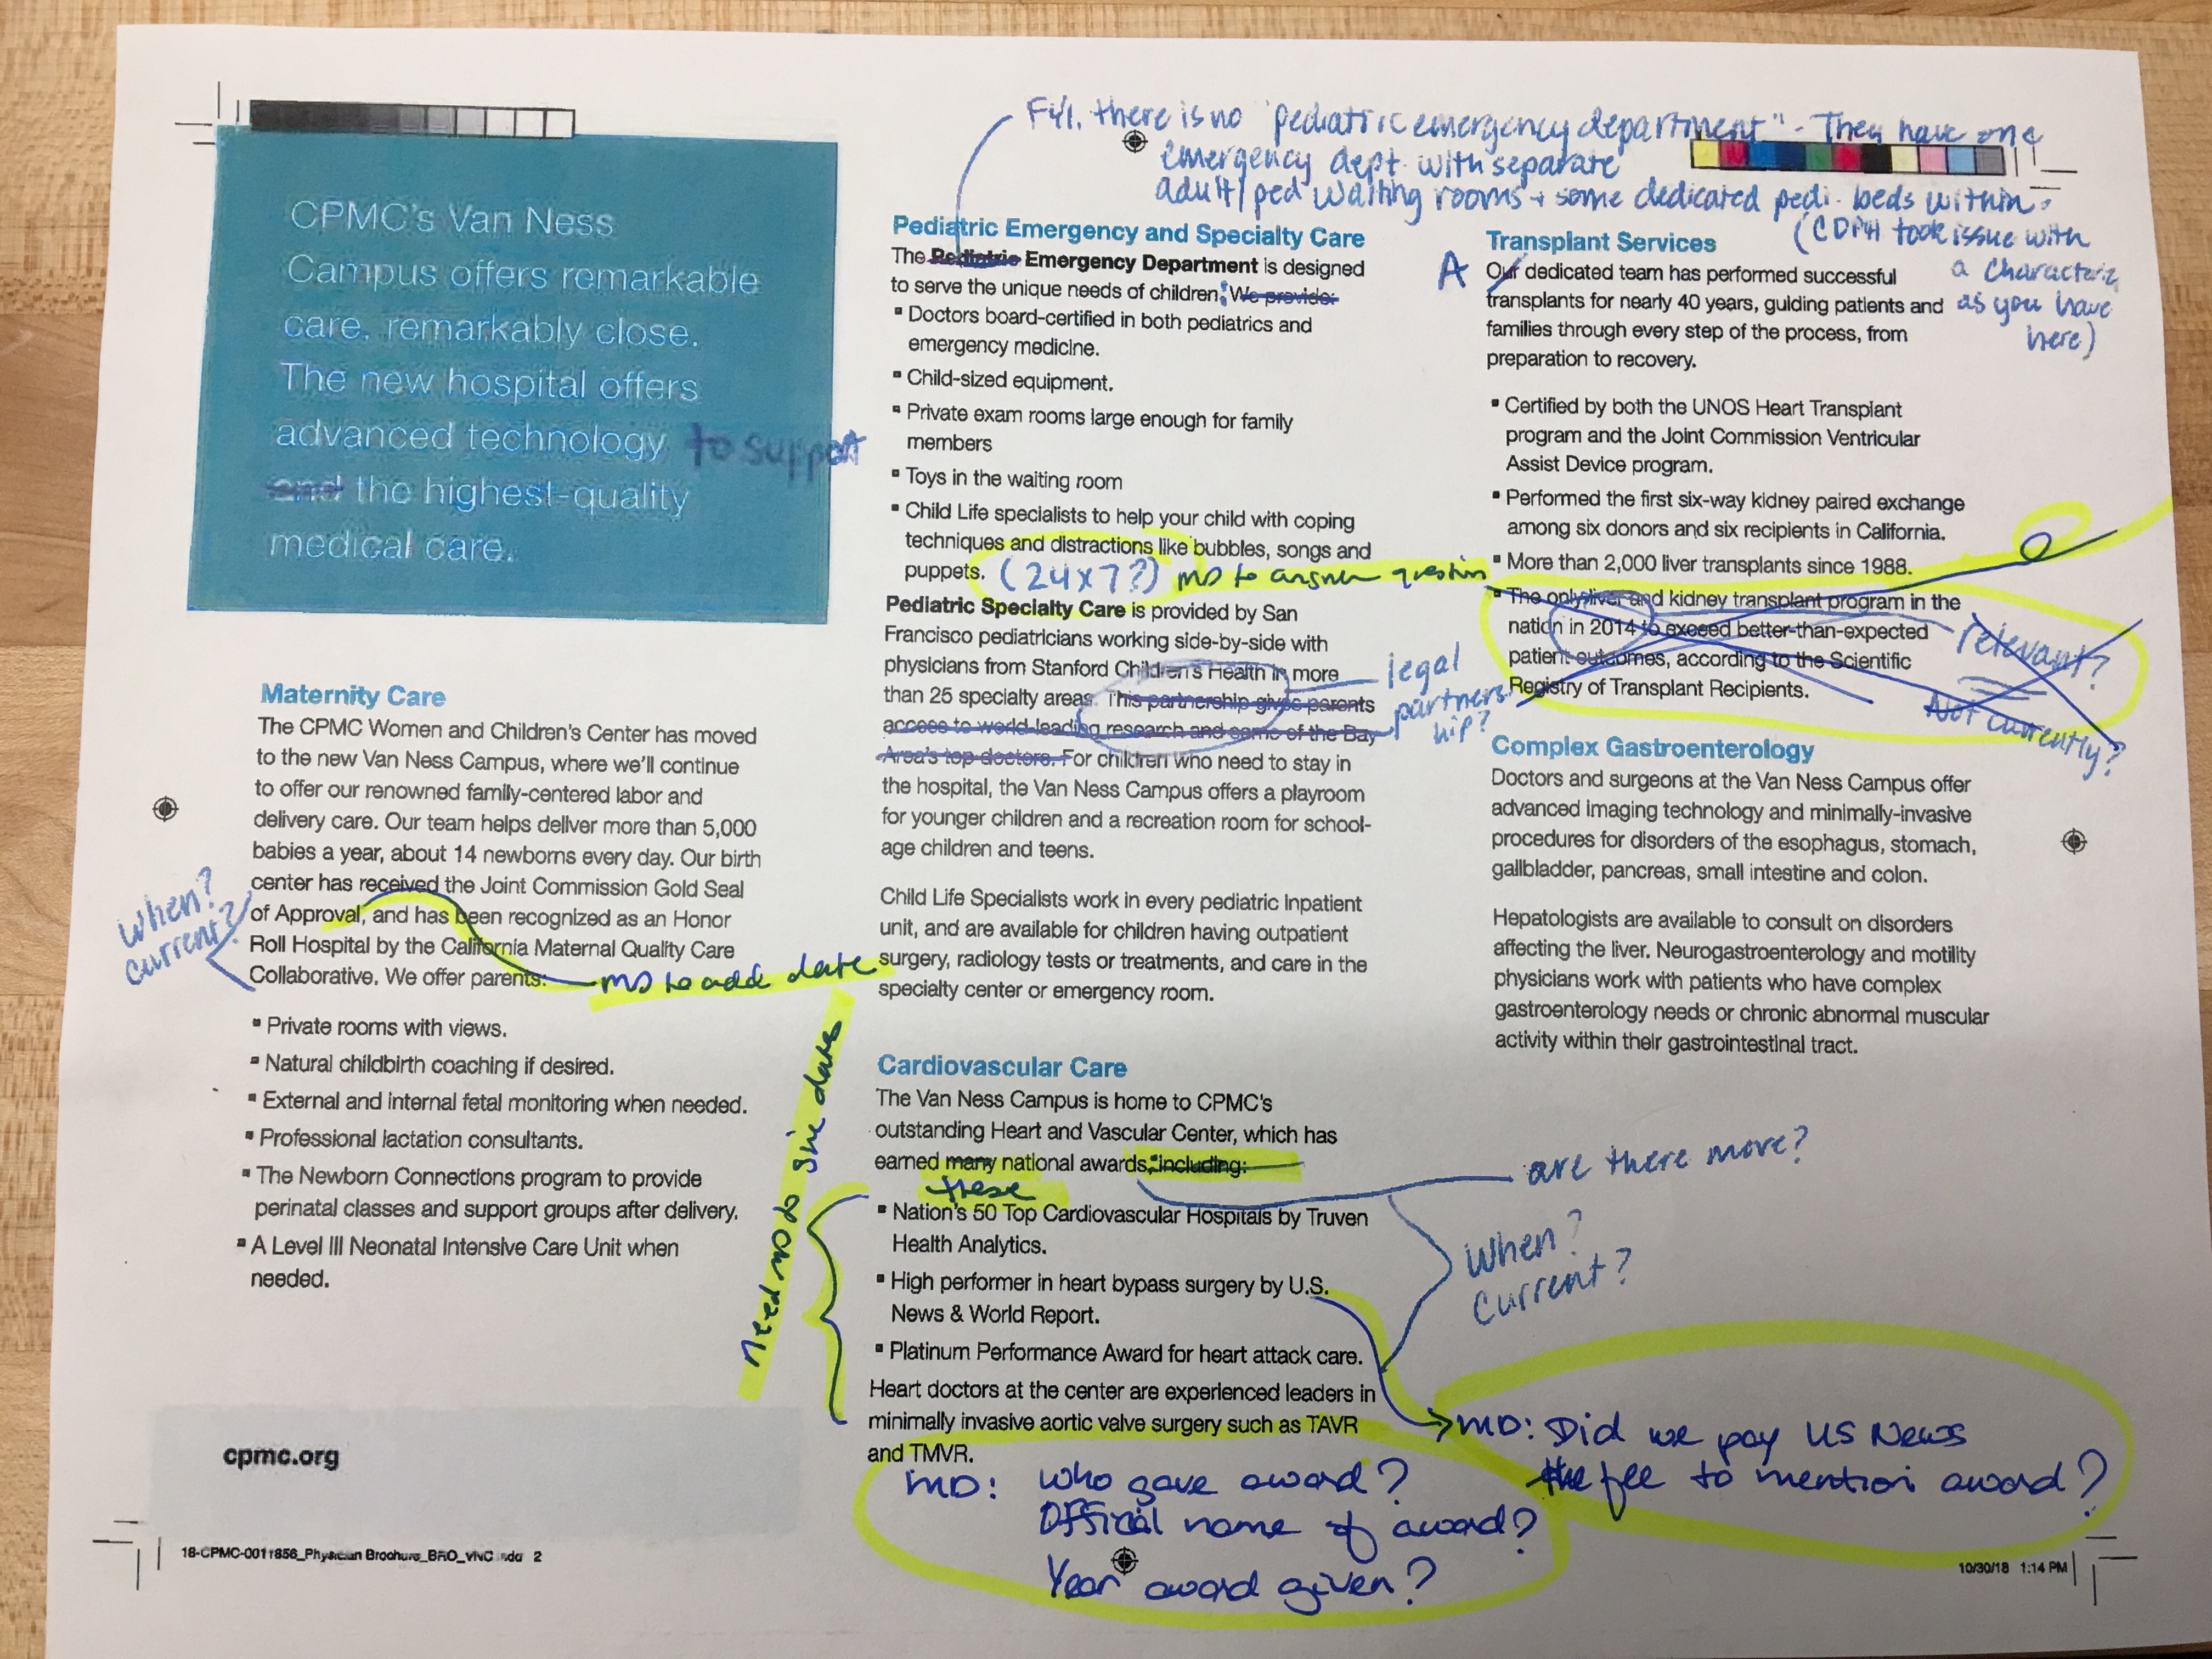 FYI, there is no "pediatric emergency department" - They have one
emergency dept. with separate
adult/ped waiting rooms + some dedicated pedi. beds within.
(CDPH took issue with
a characteriz
as you have
here)
CPMC's Van Ness
Campus offers remarkable
care, remarkably close.
The new hospital offers
advanced technology to support
and the highest-quality
medical care.
Maternity Care
The CPMC Women and Children's Center has moved
to the new Van Ness Campus, where we'll continue
to offer our renowned family-centered labor and
delivery care. Our team helps deliver more than 5,000
babies a year, about 14 newborns every day. Our birth
center has received the Joint Commission Gold Seal
of Approval, and has been recognized as an Honor
Roll Hospital by the California Maternal Quality Care
Collaborative. We offer parents:
When?
current?
MD to add date
▪ Private rooms with views.
▪ Natural childbirth coaching if desired.
▪ External and internal fetal monitoring when needed.
▪ Professional lactation consultants.
▪ The Newborn Connections program to provide
perinatal classes and support groups after delivery.
▪ A Level III Neonatal Intensive Care Unit when
needed.
cpmc.org
Pediatric Emergency and Specialty Care
The Pediatric Emergency Department is designed
to serve the unique needs of children: We provide:
▪ Doctors board-certified in both pediatrics and
emergency medicine.
▪ Child-sized equipment.
▪ Private exam rooms large enough for family
members
▪ Toys in the waiting room
▪ Child Life specialists to help your child with coping
techniques and distractions like bubbles, songs and
puppets. (24x7?) MD to answer question
Pediatric Specialty Care is provided by San
Francisco pediatricians working side-by-side with
physicians from Stanford Children's Health in more
than 25 specialty areas. This partnership gives parents
access to world-leading research and some of the Bay
Area's top doctors. For children who need to stay in
the hospital, the Van Ness Campus offers a playroom
for younger children and a recreation room for school-
age children and teens.
legal
partners
hip?
Child Life Specialists work in every pediatric inpatient
unit, and are available for children having outpatient
surgery, radiology tests or treatments, and care in the
specialty center or emergency room.
Cardiovascular Care
The Van Ness Campus is home to CPMC's
outstanding Heart and Vascular Center, which has
earned many national awards: including:
these
are there more?
Need MD to give dates
▪ Nation's 50 Top Cardiovascular Hospitals by Truven
Health Analytics.
▪ High performer in heart bypass surgery by U.S.
News & World Report.
▪ Platinum Performance Award for heart attack care.
When?
Current?
Heart doctors at the center are experienced leaders in
minimally invasive aortic valve surgery such as TAVR
and TMVR.
MD: who gave award?
Offical name of award?
Year award given?
MD: Did we pay US News
the fee to mention award?
Transplant Services
A
Our dedicated team has performed successful
transplants for nearly 40 years, guiding patients and
families through every step of the process, from
preparation to recovery.
▪ Certified by both the UNOS Heart Transplant
program and the Joint Commission Ventricular
Assist Device program.
▪ Performed the first six-way kidney paired exchange
among six donors and six recipients in California.
▪ More than 2,000 liver transplants since 1988.
▪ The only liver and kidney transplant program in the
nation in 2014 to exceed better-than-expected
patient outcomes, according to the Scientific
Registry of Transplant Recipients.
relevant?
Not currently?
Complex Gastroenterology
Doctors and surgeons at the Van Ness Campus offer
advanced imaging technology and minimally-invasive
procedures for disorders of the esophagus, stomach,
gallbladder, pancreas, small intestine and colon.
Hepatologists are available to consult on disorders
affecting the liver. Neurogastroenterology and motility
physicians work with patients who have complex
gastroenterology needs or chronic abnormal muscular
activity within their gastrointestinal tract.
18-CPMC-0011856_Physician Brochure_BRO_VNC 2
10/30/18 1:14 PM